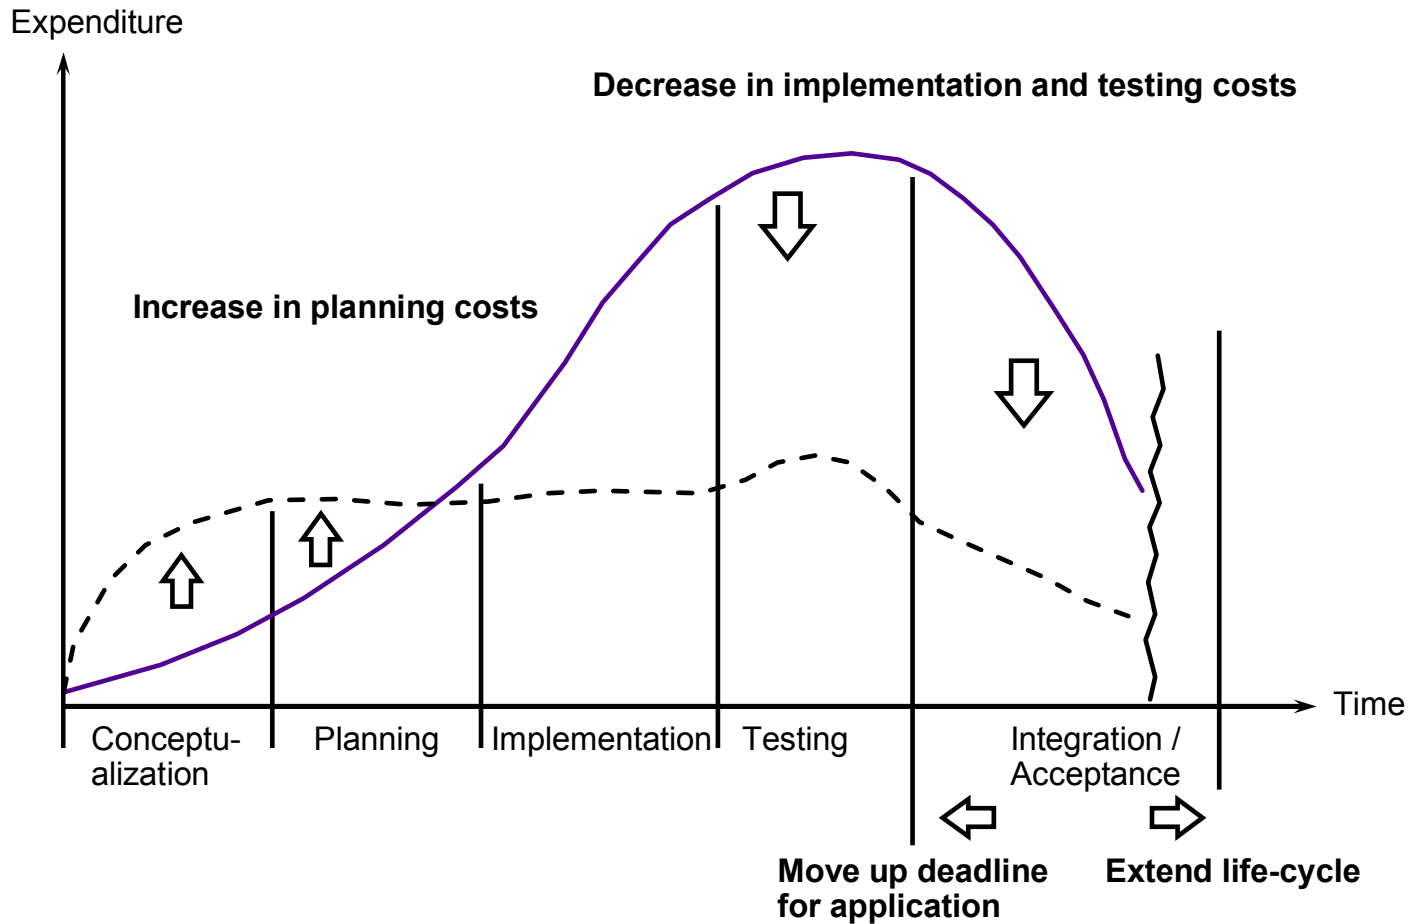 Expenditure
Decrease in implementation and testing costs
Increase in planning costs
Time
Conceptu-
alization
Planning
Implementation
Testing
Integration /
Acceptance
Move up deadline
for application
Extend life-cycle